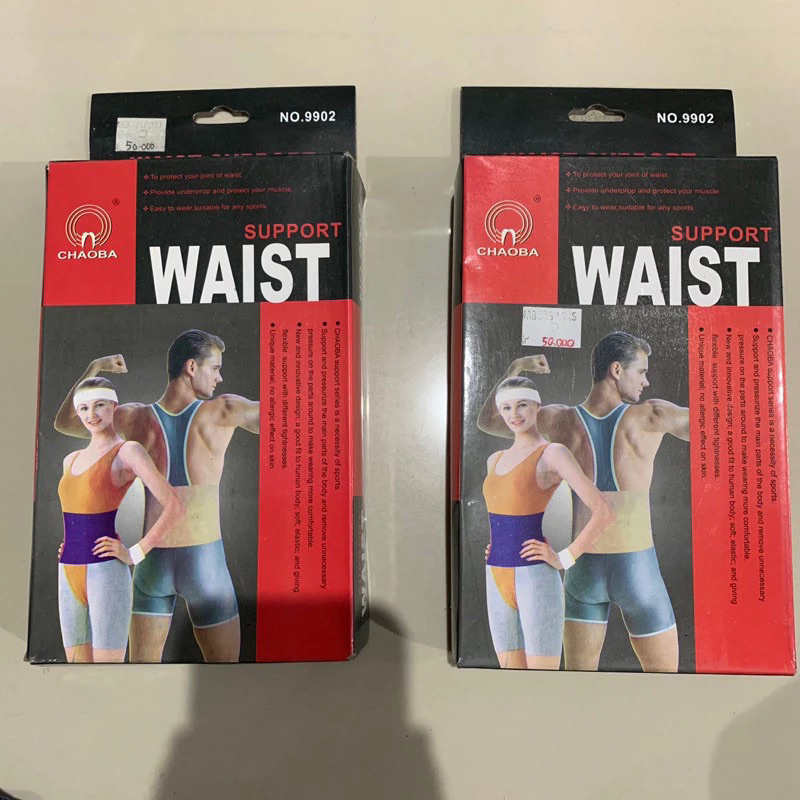 NO.9902
50.000
To protect your joint of waist.
Provide underprop and protect your muscle.
Easy to wear,suitable for any sports.
®
CHAOBA
SUPPORT
WAIST
CHAOBA support series is a necessity of sports.
Support and pressurize the main parts of the body and remove unnecessary
pressure on the parts around to make wearing more comfortable.
New and innovative design; a good fit to human body; soft, elastic; and giving
flexible support with different tightnesses.
Unique material; no allergic effect on skin.
NO.9902
To protect your joint of waist.
Provide underprop and protect your muscle.
Easy to wear,suitable for any sports.
®
CHAOBA
SUPPORT
WAIST
50.000
CHAOBA support series is a necessity of sports.
Support and pressurize the main parts of the body and remove unnecessary
pressure on the parts around to make wearing more comfortable.
New and innovative design; a good fit to human body; soft, elastic; and giving
flexible support with different tightnesses.
Unique material; no allergic effect on skin.